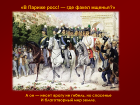 «В Париже росс! — где факел мщенья?»
А он — несет врагу не гибель, но спасенье
И благотворный мир земле.